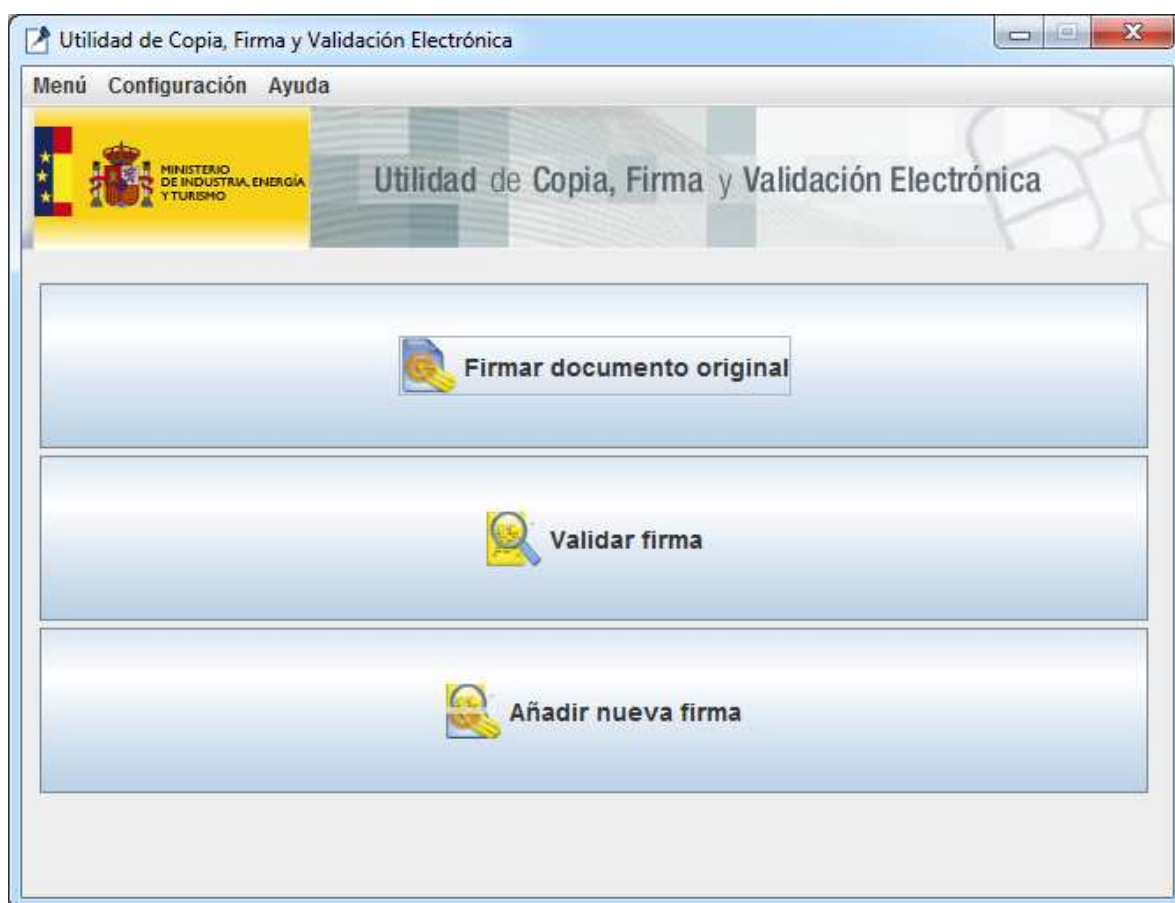 Utilidad de Copia, Firma y Validación Electrónica
Menú Configuración Ayuda
MINISTERIO
DE INDUSTRIA, ENERGÍA
Y TURISMO
Utilidad de Copia, Firma y Validación Electrónica
Firmar documento original
Validar firma
Añadir nueva firma